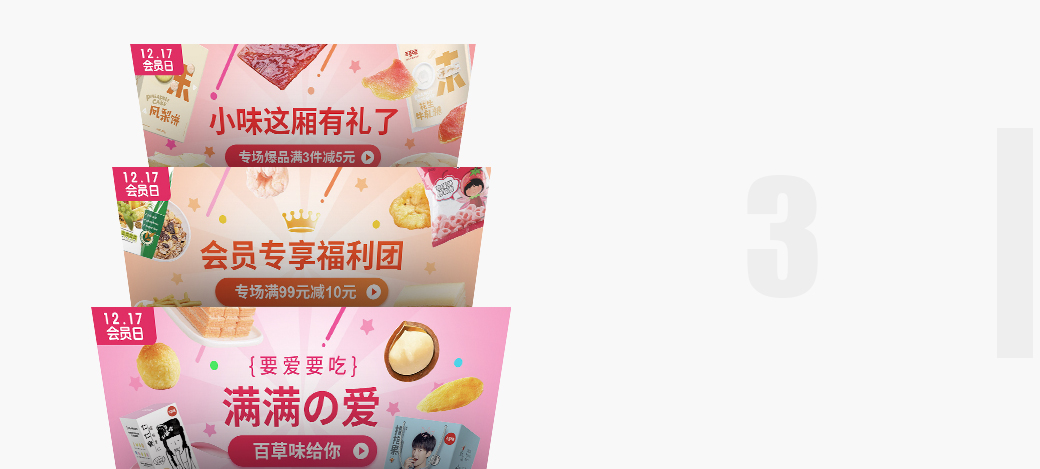 12.17
会员日
小味这厢有礼了
专场爆品满3件减5元
凤梨酥
12.17
会员日
会员专享福利团
专场满99元减10元
3
12.17
会员日
{要爱要吃}
满满の爱
百草味给你